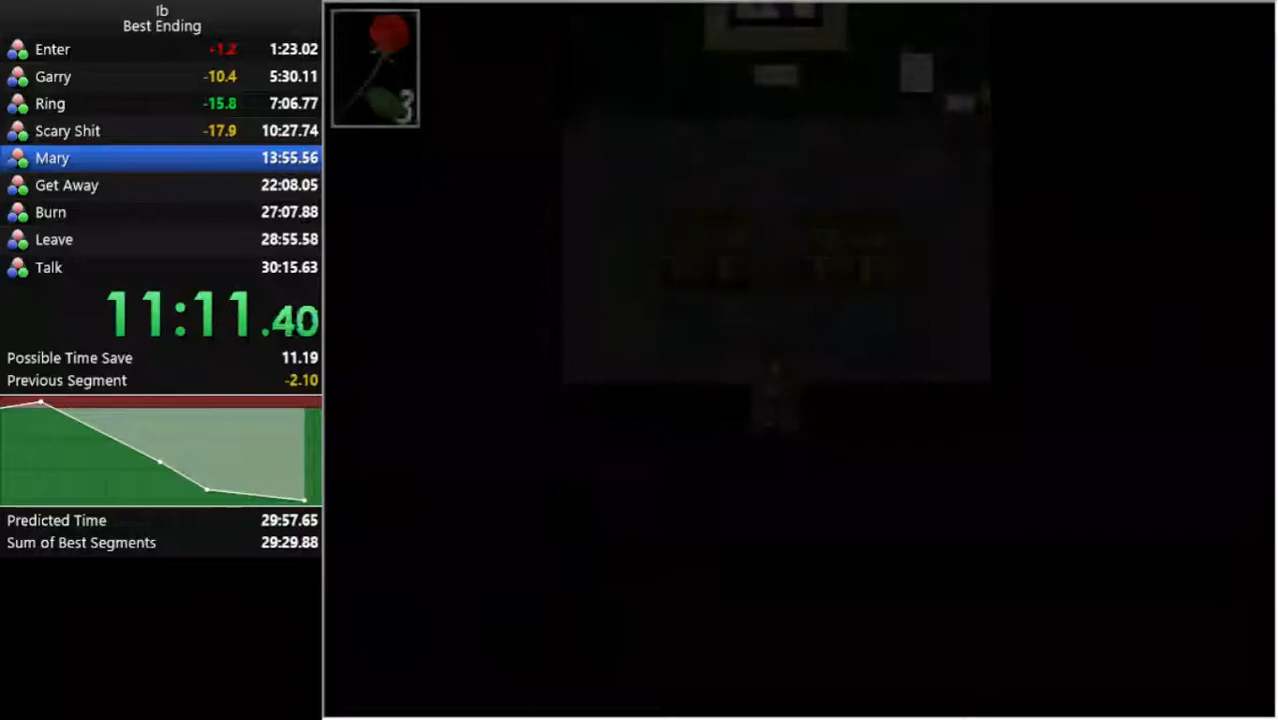 Ib
Best Ending
Enter -1.2 1:23.02
Garry -10.4 5:30.11
Ring -15.8 7:06.77
Scary Shit -17.9 10:27.74
Mary 13:55.56
Get Away 22:08.05
Burn 27:07.88
Leave 28:55.58
Talk 30:15.63
11:11.40
Possible Time Save 11.19
Previous Segment -2.10
Predicted Time 29:57.65
Sum of Best Segments 29:29.88
3